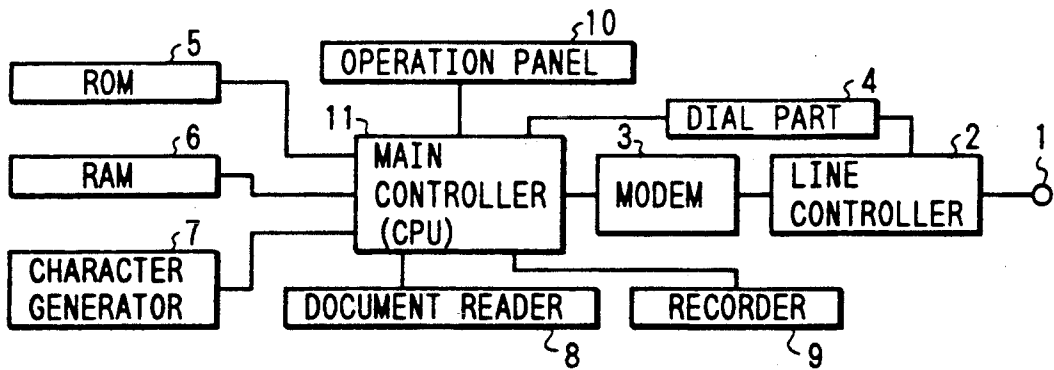 10
OPERATION PANEL
5
ROM
4
DIAL PART
11
MAIN
CONTROLLER
(CPU)
3
MODEM
2
LINE
CONTROLLER
1
6
RAM
7
CHARACTER
GENERATOR
DOCUMENT READER
8
RECORDER
9